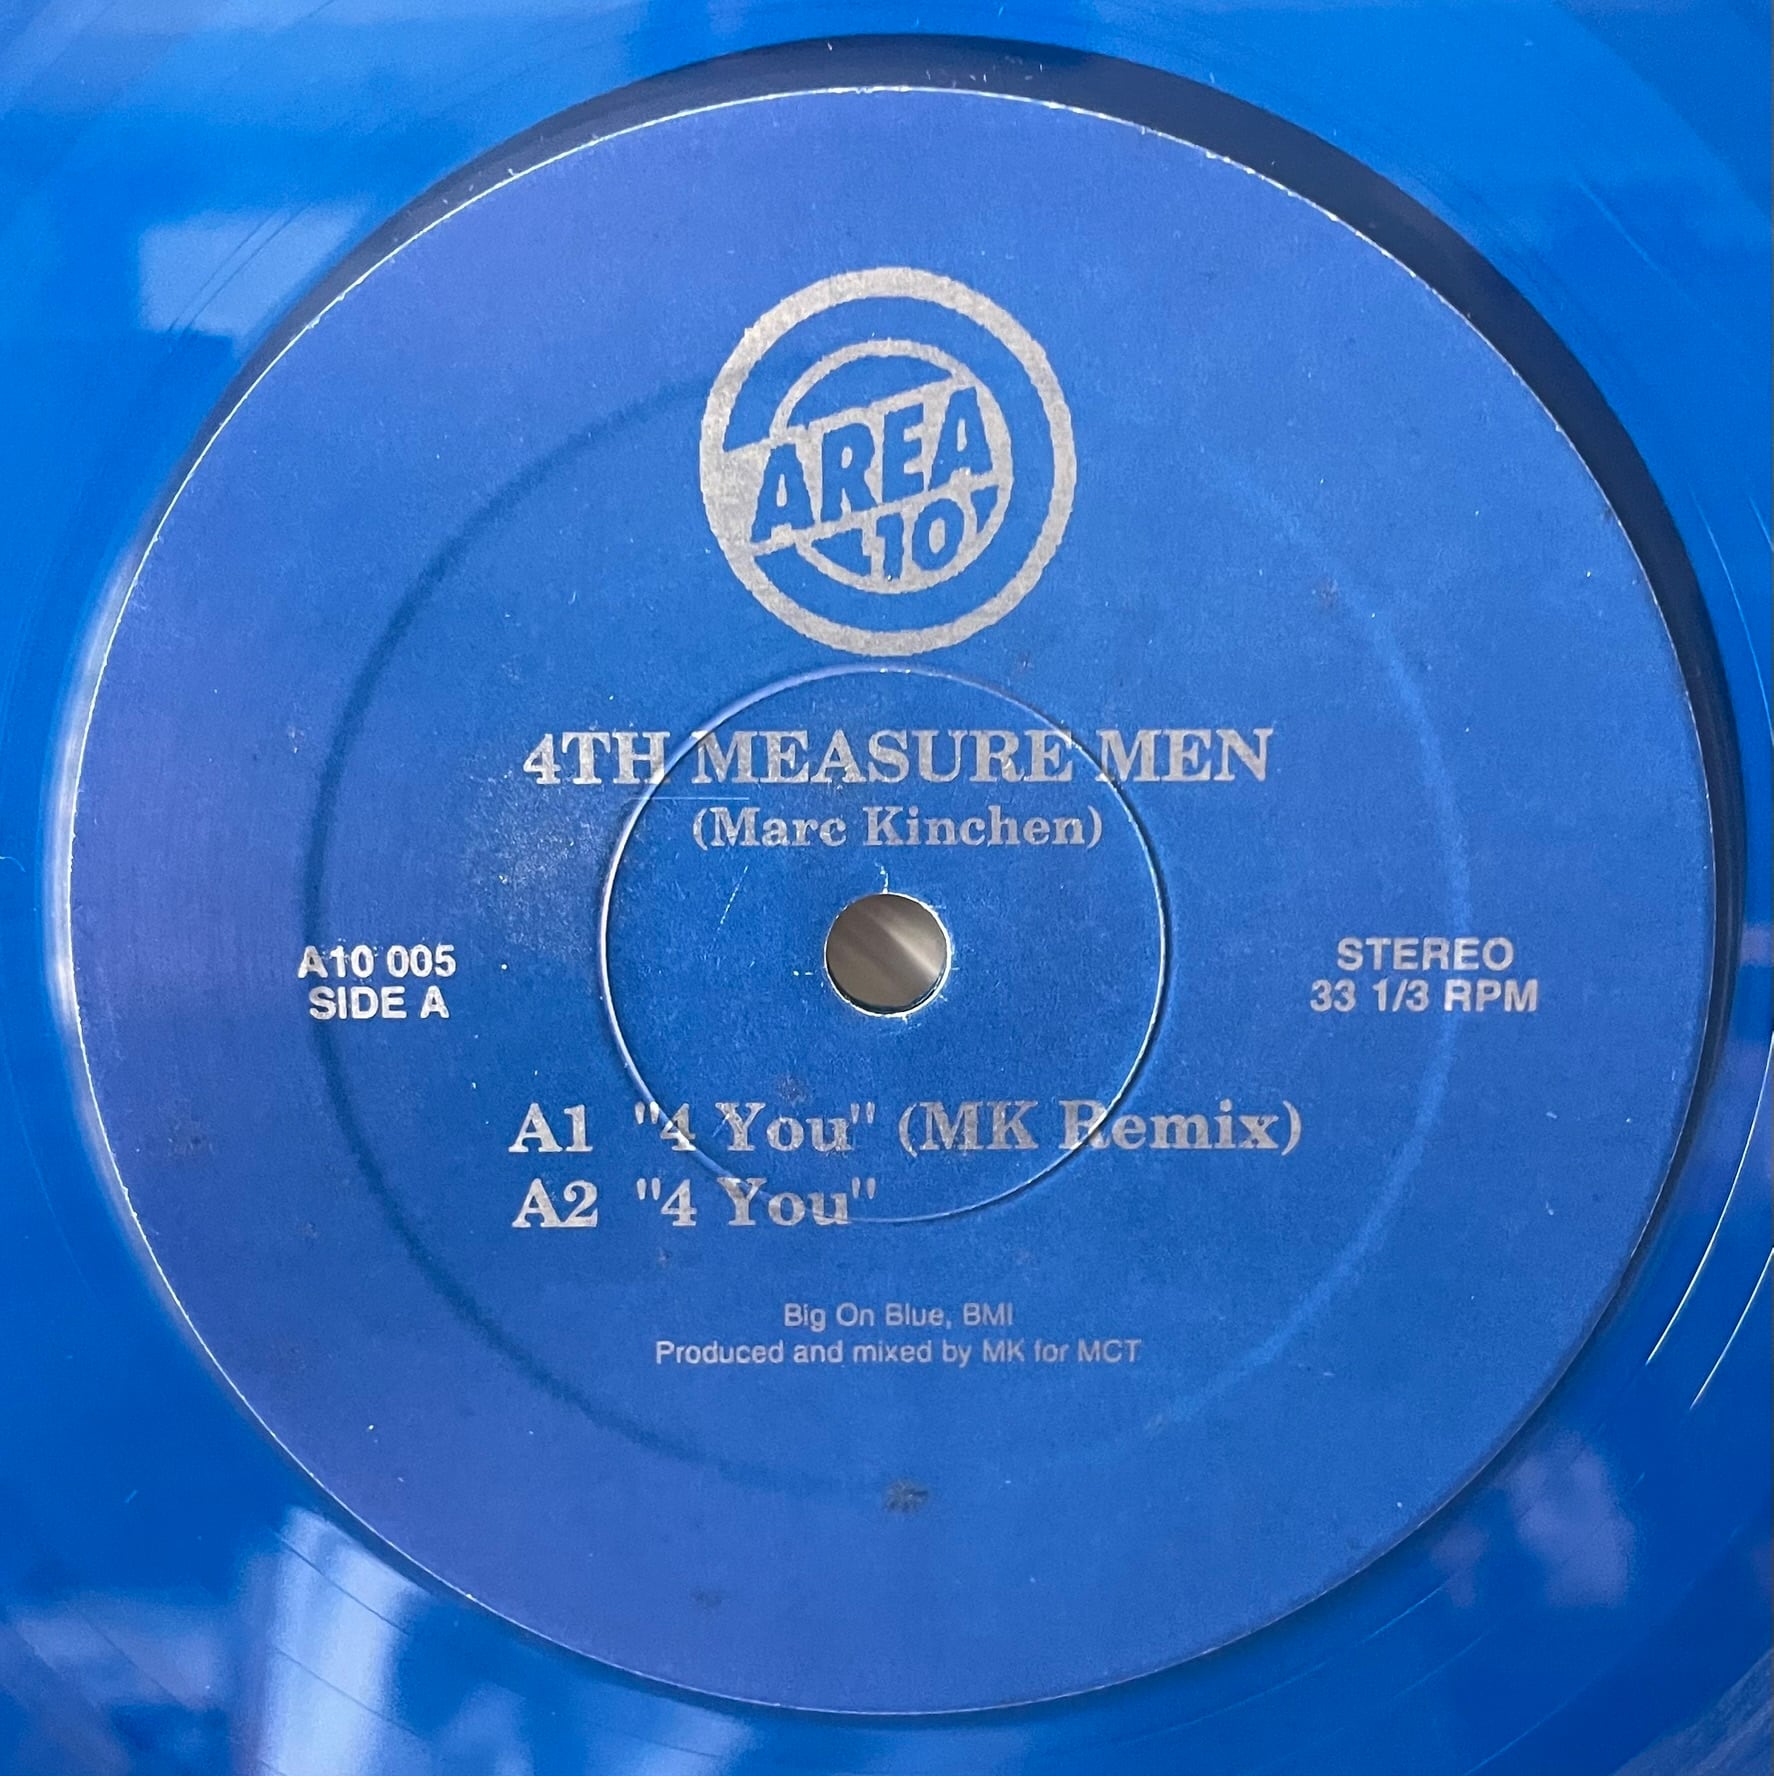 AREA
10
4TH MEASURE MEN
(Marc Kinchen)
A10 005
SIDE A
STEREO
33 1/3 RPM
A1 "4 You" (MK Remix)
A2 "4 You"
Big On Blue, BMI
Produced and mixed by MK for MCT